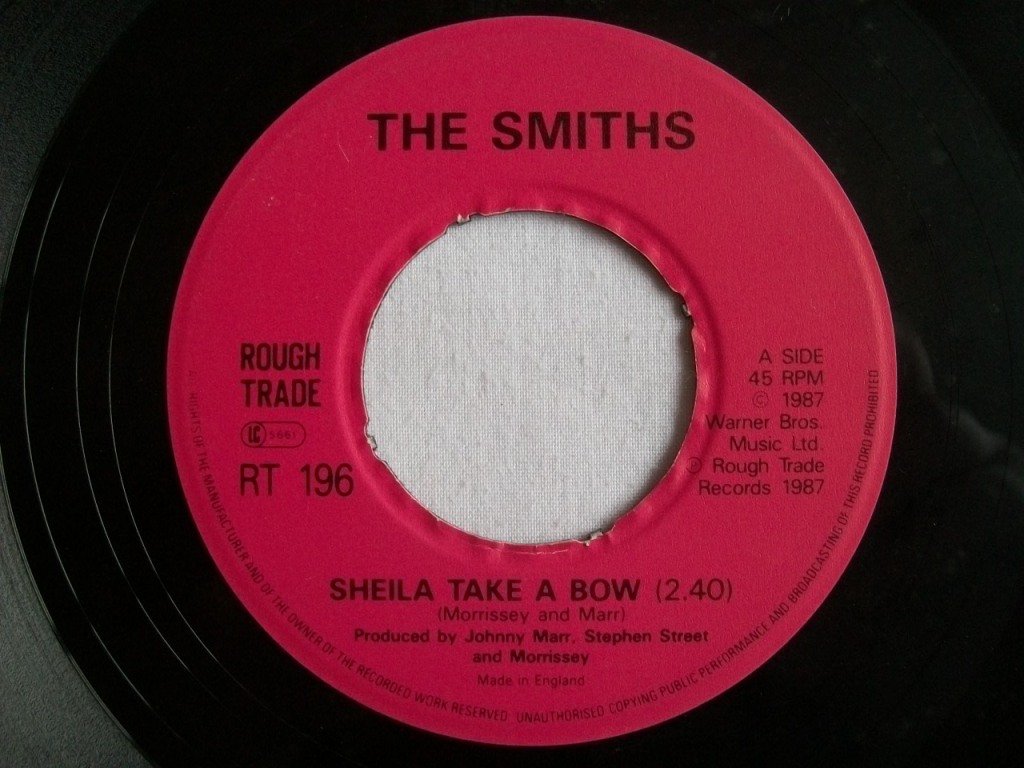 THE SMITHS
ROUGH
TRADE
LC 5661
RT 196
A SIDE
45 RPM
© 1987
Warner Bros.
Music Ltd.
℗ Rough Trade
Records 1987
SHEILA TAKE A BOW (2.40)
(Morrissey and Marr)
Produced by Johnny Marr, Stephen Street
and Morrissey
Made in England
ALL RIGHTS OF THE MANUFACTURER AND OF THE OWNER OF THE RECORDED WORK RESERVED. UNAUTHORISED COPYING PUBLIC PERFORMANCE AND BROADCASTING OF THIS RECORD PROHIBITED